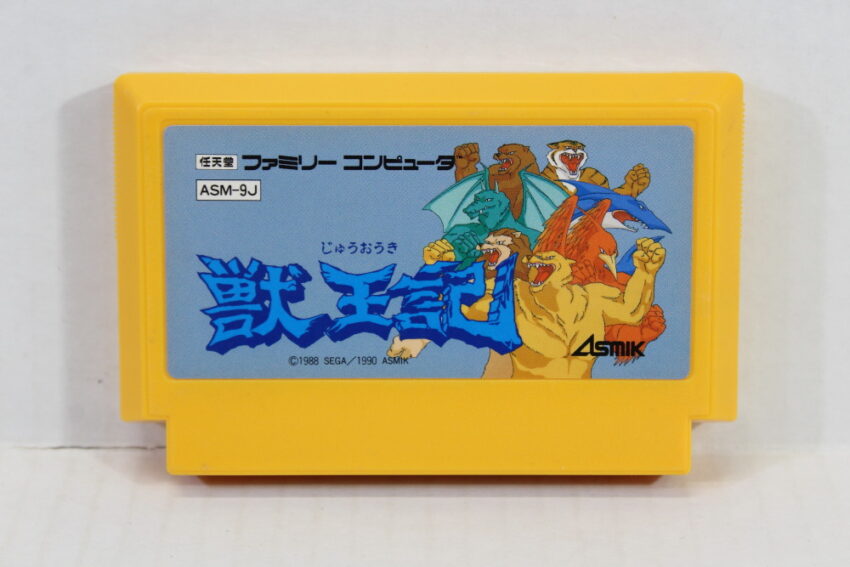 任天堂 ファミリー コンピュータ
ASM-9J
じゅうおうき
獣王記
©1988 SEGA/1990 ASMIK
ASMIK